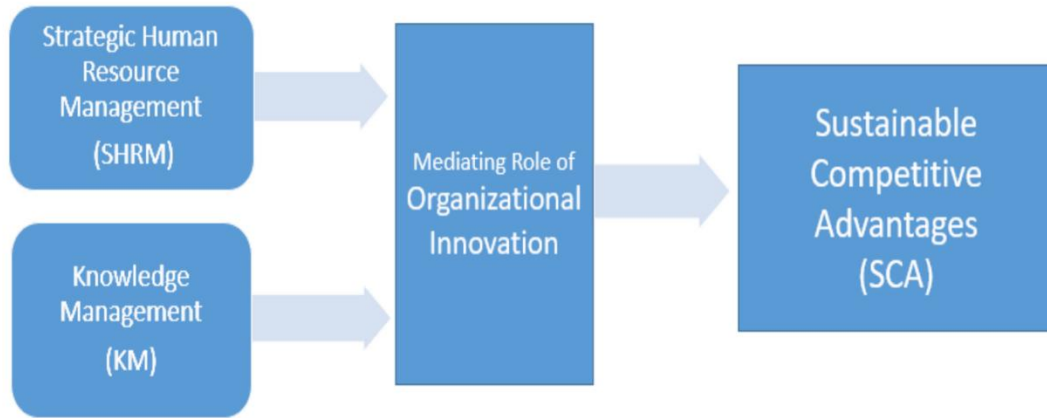 Strategic Human
Resource
Management
(SHRM)
Knowledge
Management
(KM)
Mediating Role of
Organizational
Innovation
Sustainable
Competitive
Advantages
(SCA)